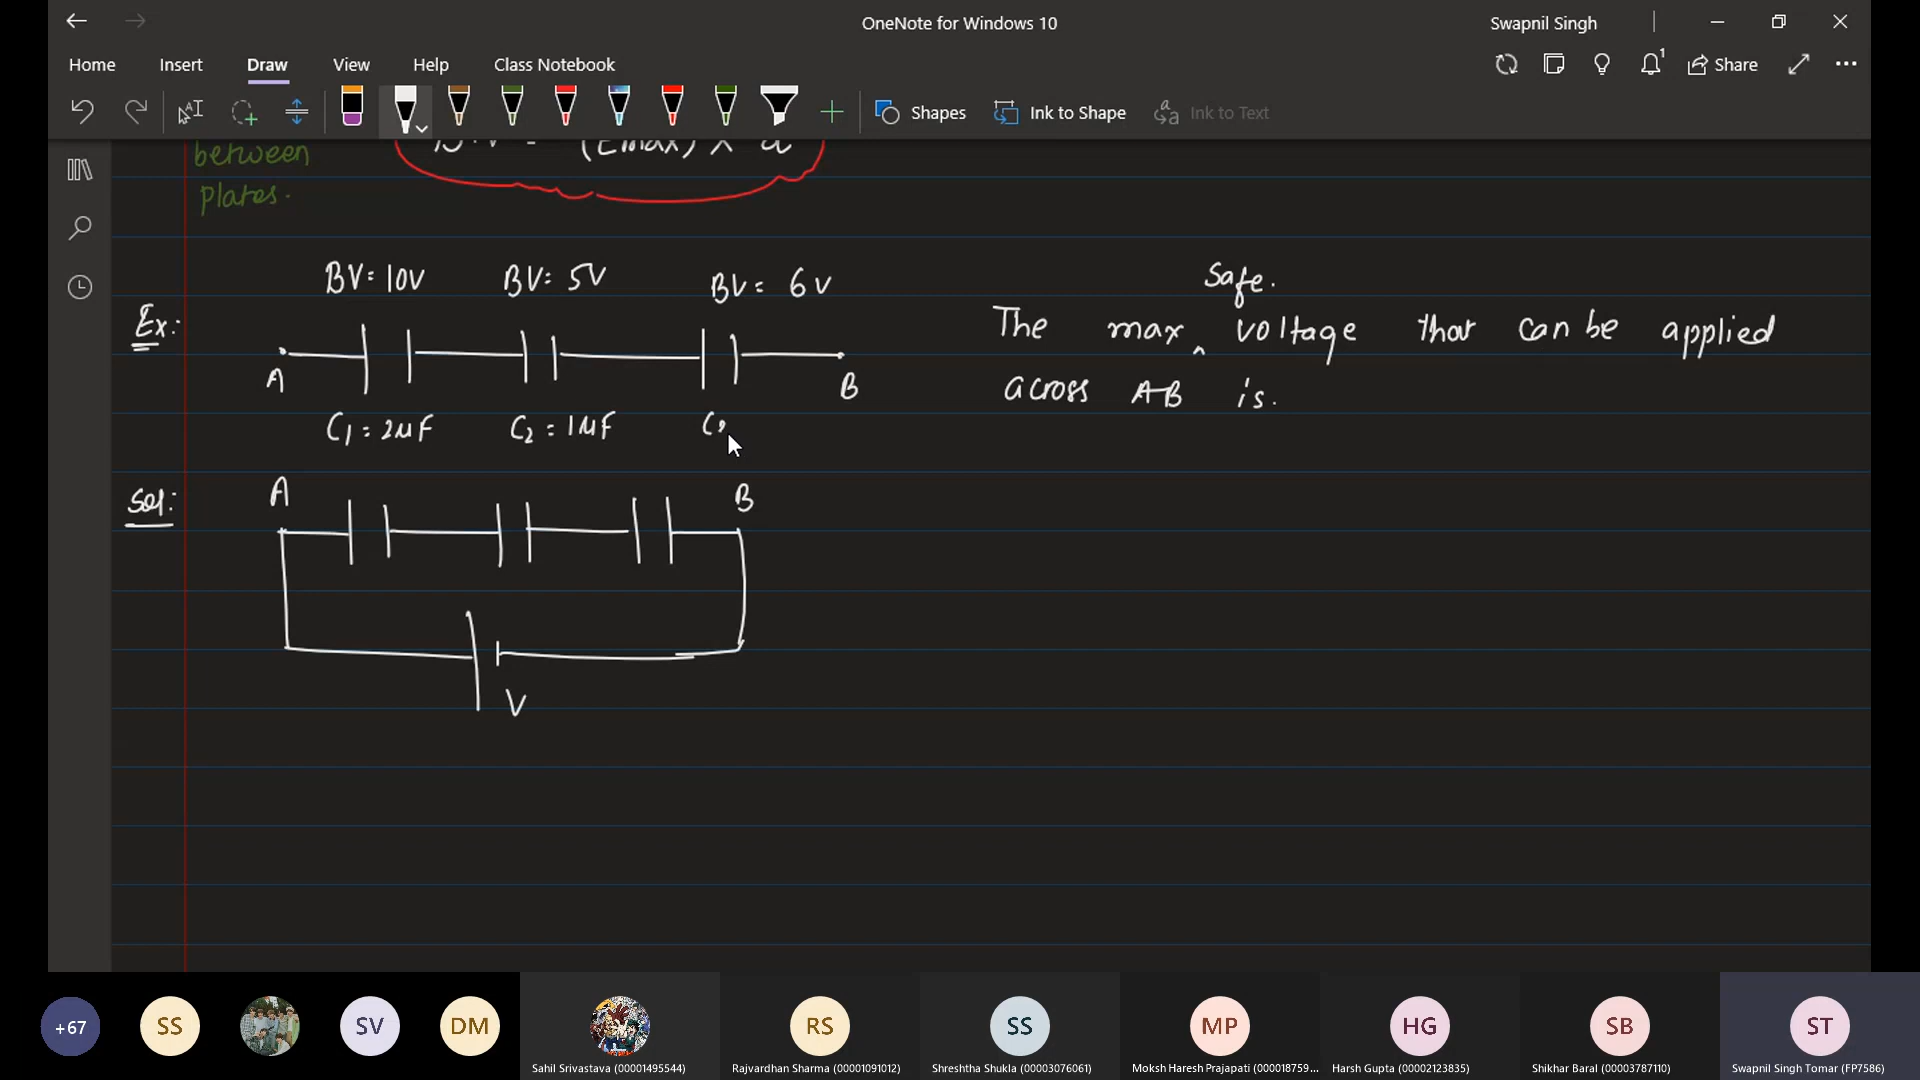 OneNote for Windows 10
Swapnil Singh
Home Insert Draw View Help Class Notebook
Share
Shapes Ink to Shape Ink to Text
(Emax) x d
between
plates.
BV = 10V BV = 5V BV = 6V
Safe.
Ex:
The max ^ voltage that can be applied
A B
across AB is.
C1 = 2μF C2 = 1μF
Sol:
A B
V
+67 SS SV DM RS SS MP HG SB ST
Sahil Srivastava (00001495544) Rajvardhan Sharma (00001091012) Shreshtha Shukla (00003076061) Moksh Haresh Prajapati (000018759... Harsh Gupta (00002123835) Shikhar Baral (00003787110) Swapnil Singh Tomar (FP7586)